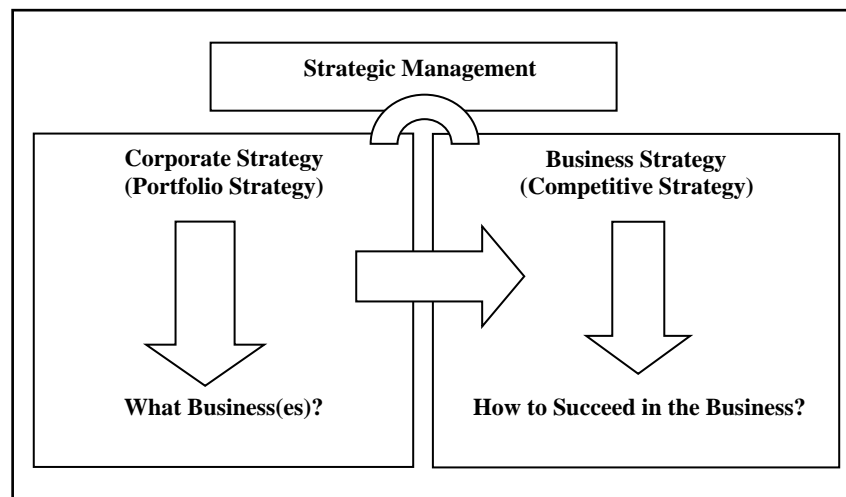 Strategic Management
Corporate Strategy
(Portfolio Strategy)
What Business(es)?
Business Strategy
(Competitive Strategy)
How to Succeed in the Business?